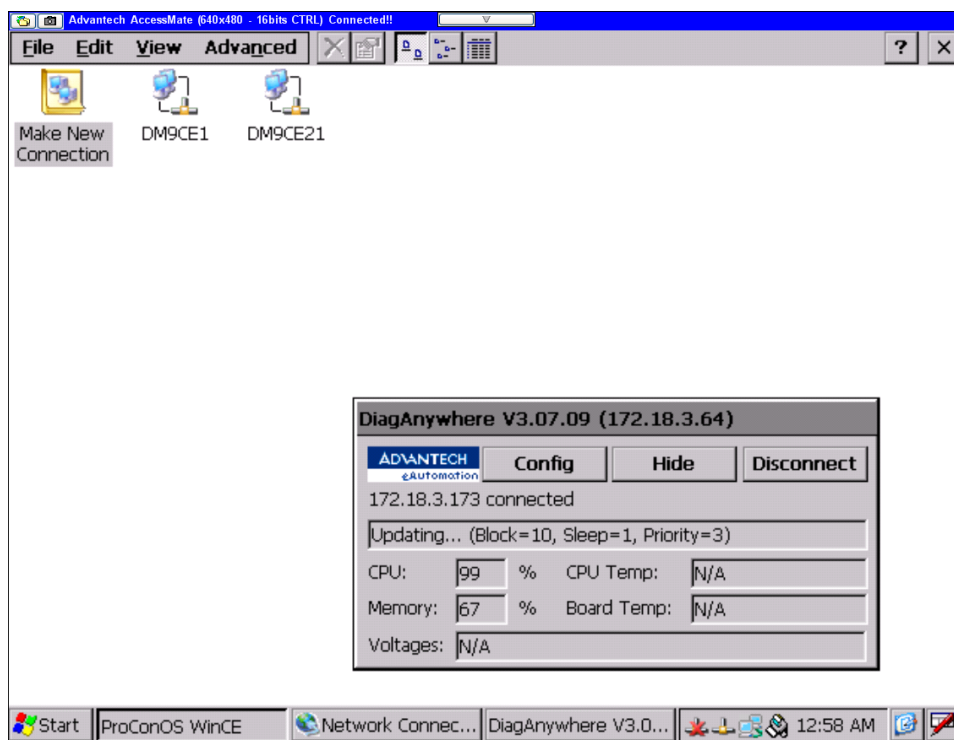 Advantech AccessMate (640x480 - 16bits CTRL) Connected!!
File Edit View Advanced ?
Make New Connection
DM9CE1
DM9CE21
DiagAnywhere V3.07.09 (172.18.3.64)
ADVANTECH
eAutomation
Config Hide Disconnect
172.18.3.173 connected
Updating... (Block=10, Sleep=1, Priority=3)
CPU: 99 % CPU Temp: N/A
Memory: 67 % Board Temp: N/A
Voltages: N/A
Start ProConOS WinCE Network Connec... DiagAnywhere V3.0... 12:58 AM